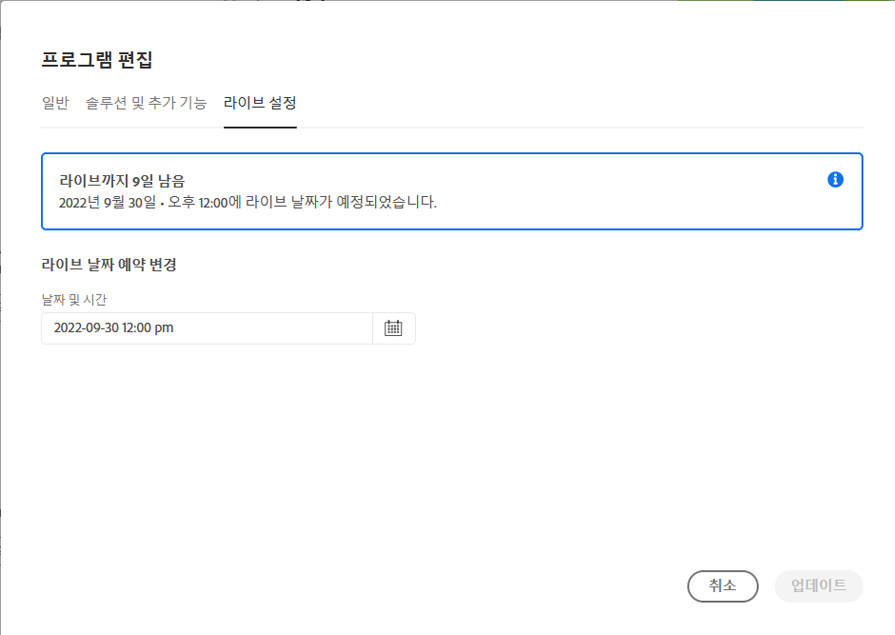 프로그램 편집
일반 솔루션 및 추가 기능 라이브 설정
라이브까지 9일 남음
2022년 9월 30일 • 오후 12:00에 라이브 날짜가 예정되었습니다.
라이브 날짜 예약 변경
날짜 및 시간
2022-09-30 12:00 pm
취소 업데이트